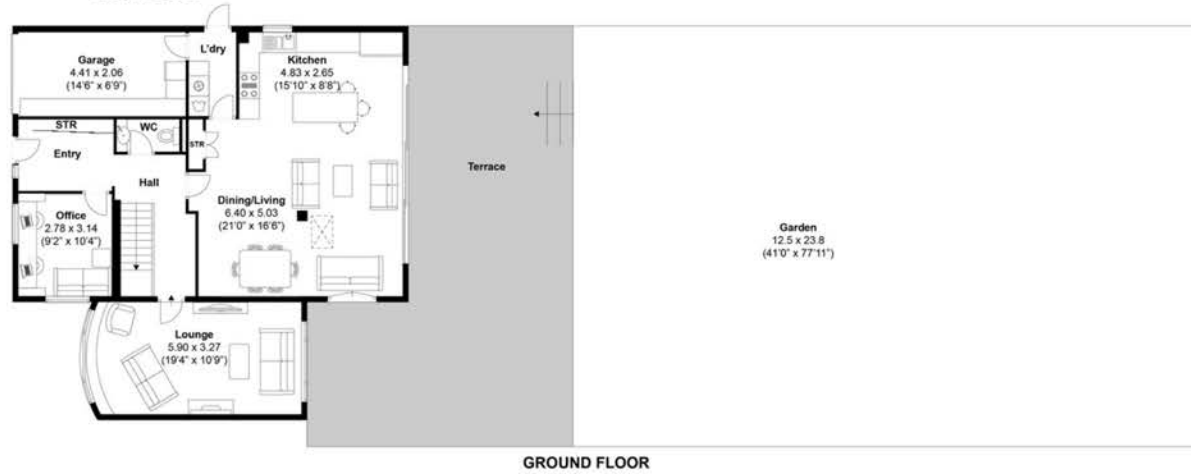 Garage
4.41 x 2.06
(14'6" x 6'9")
L'dry
Kitchen
4.83 x 2.65
(15'10" x 8'8")
STR
WC
STR
Entry
Hall
Terrace
Office
2.78 x 3.14
(9'2" x 10'4")
Dining/Living
6.40 x 5.03
(21'0" x 16'6")
Garden
12.5 x 23.8
(41'0" x 77'11")
Lounge
5.90 x 3.27
(19'4" x 10'9")
GROUND FLOOR